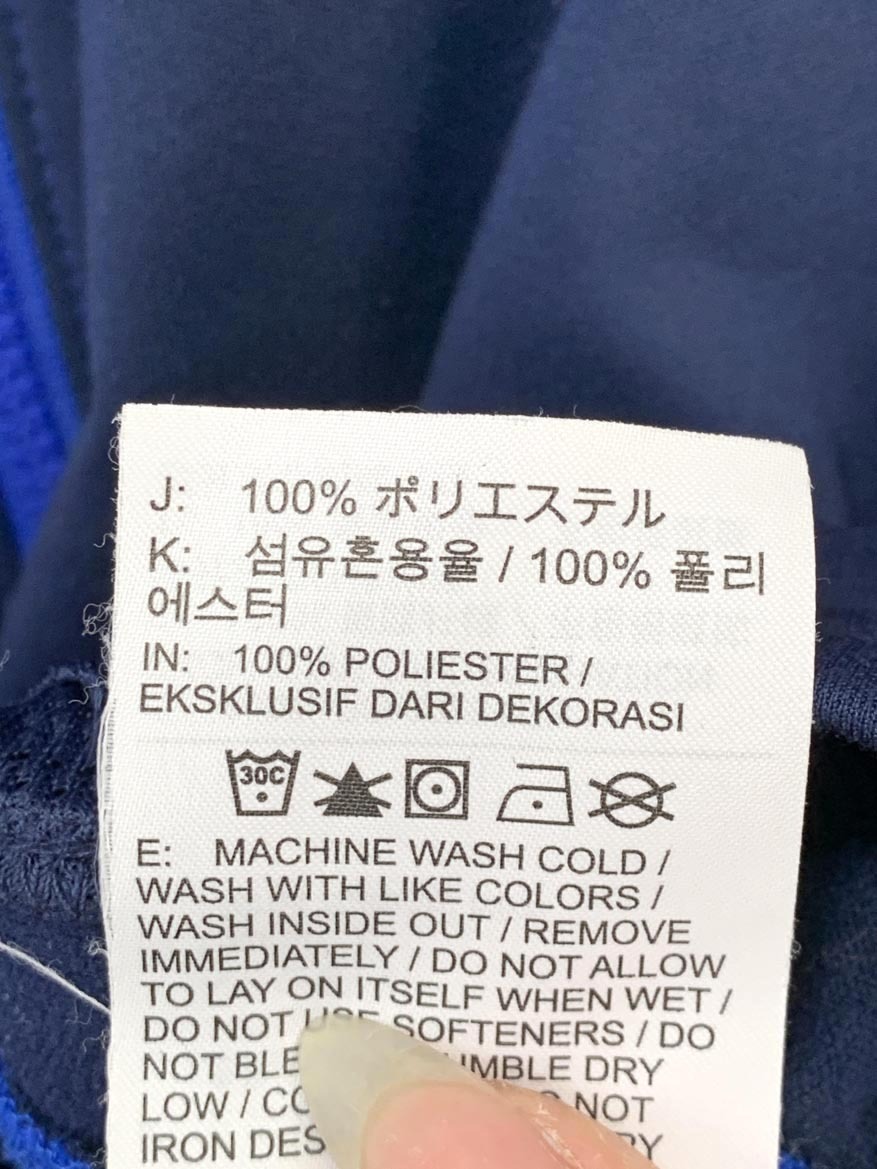 J: 100% ポリエステル
K: 섬유혼용율 / 100% 폴리
에스터
IN: 100% POLIESTER /
EKSKLUSIF DARI DEKORASI
30C
E: MACHINE WASH COLD /
WASH WITH LIKE COLORS /
WASH INSIDE OUT / REMOVE
IMMEDIATELY / DO NOT ALLOW
TO LAY ON ITSELF WHEN WET /
DO NOT USE SOFTENERS / DO
NOT DRY
LOW / NOT
IRON